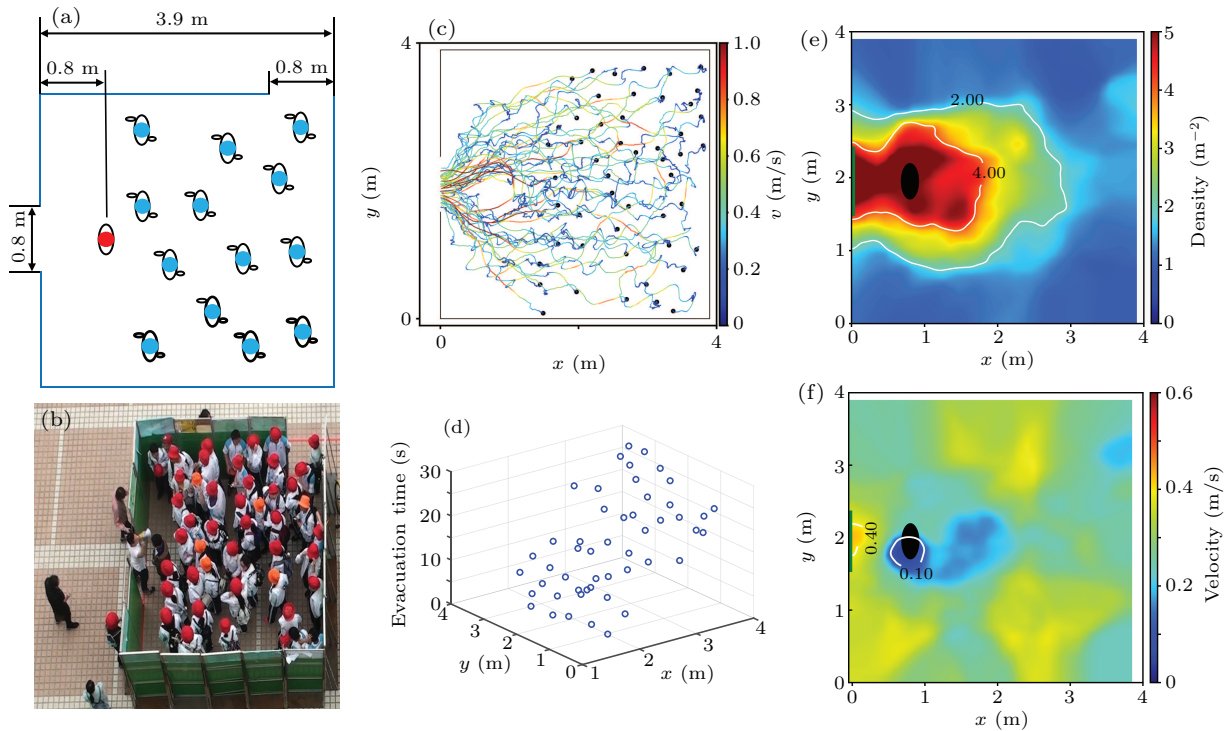 (a)
3.9 m
0.8 m
0.8 m
0.8 m
(b)
(c)
4
y (m)
0
0
4
x (m)
1.0
0.8
0.6
0.4
0.2
0
v (m/s)
(d)
Evacuation time (s)
30
20
10
0
4
3
2
1
0
y (m)
1
2
3
4
x (m)
(e)
4
3
2
1
0
y (m)
2.00
4.00
0
1
2
3
4
x (m)
5
4
3
2
1
0
Density (m⁻²)
(f)
4
3
2
1
0
y (m)
0.40
0.10
0
1
2
3
4
x (m)
0.6
0.4
0.2
0
Velocity (m/s)